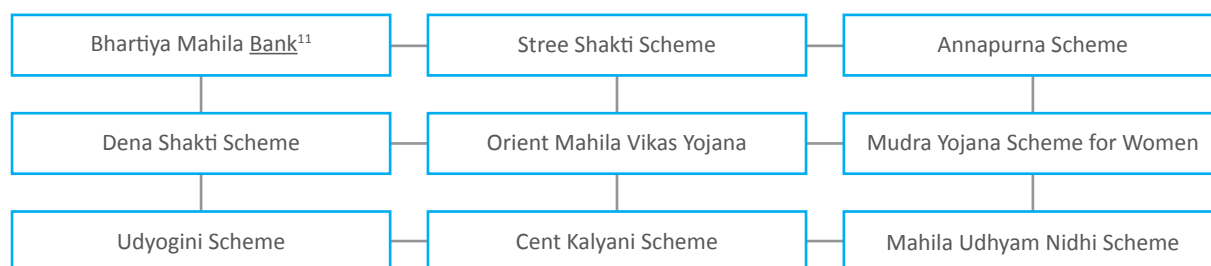 Bhartiya Mahila Bank¹¹
Stree Shakti Scheme
Annapurna Scheme
Dena Shakti Scheme
Orient Mahila Vikas Yojana
Mudra Yojana Scheme for Women
Udyogini Scheme
Cent Kalyani Scheme
Mahila Udhyam Nidhi Scheme